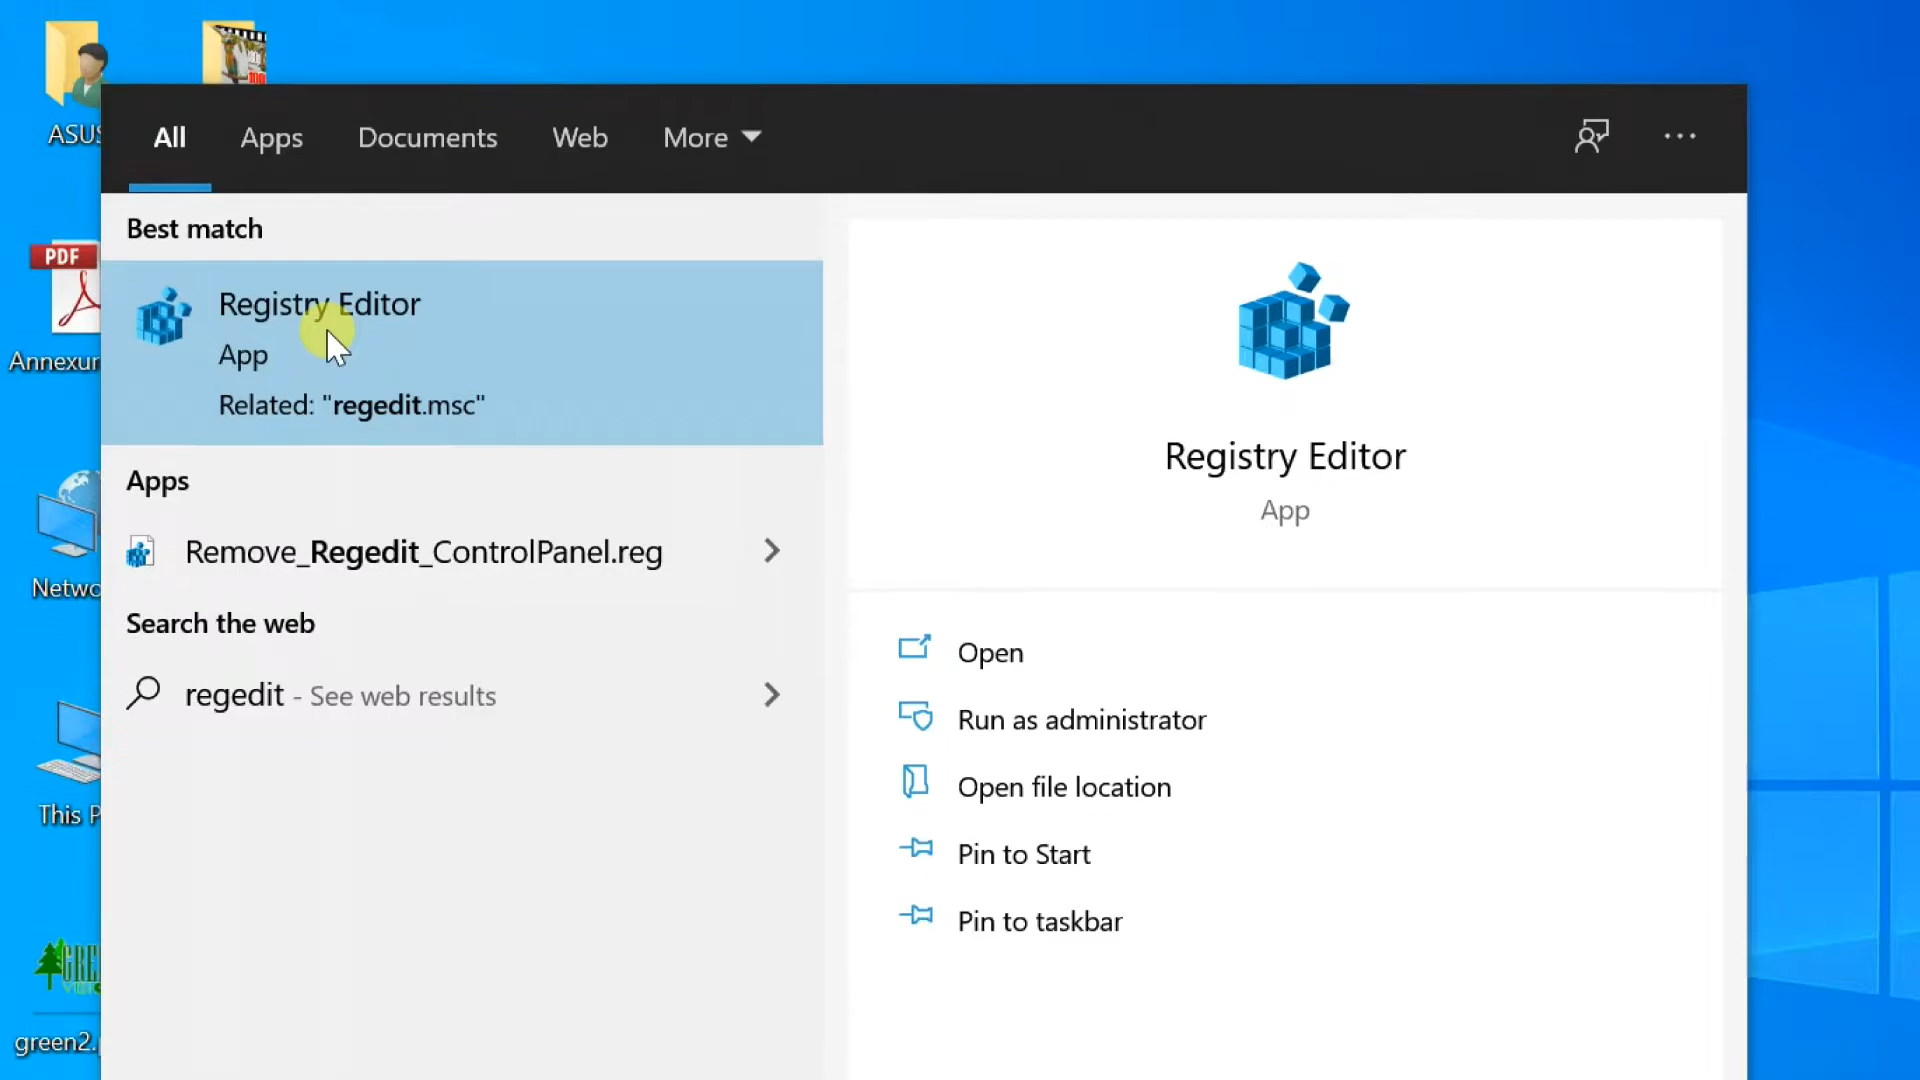 ASUS
All Apps Documents Web More
Best match
Registry Editor
App
Related: "regedit.msc"
Apps
Remove_Regedit_ControlPanel.reg
Search the web
regedit - See web results
Registry Editor
App
Open
Run as administrator
Open file location
Pin to Start
Pin to taskbar
PDF
Annexur
Netwo
This P
GREE
green2.p